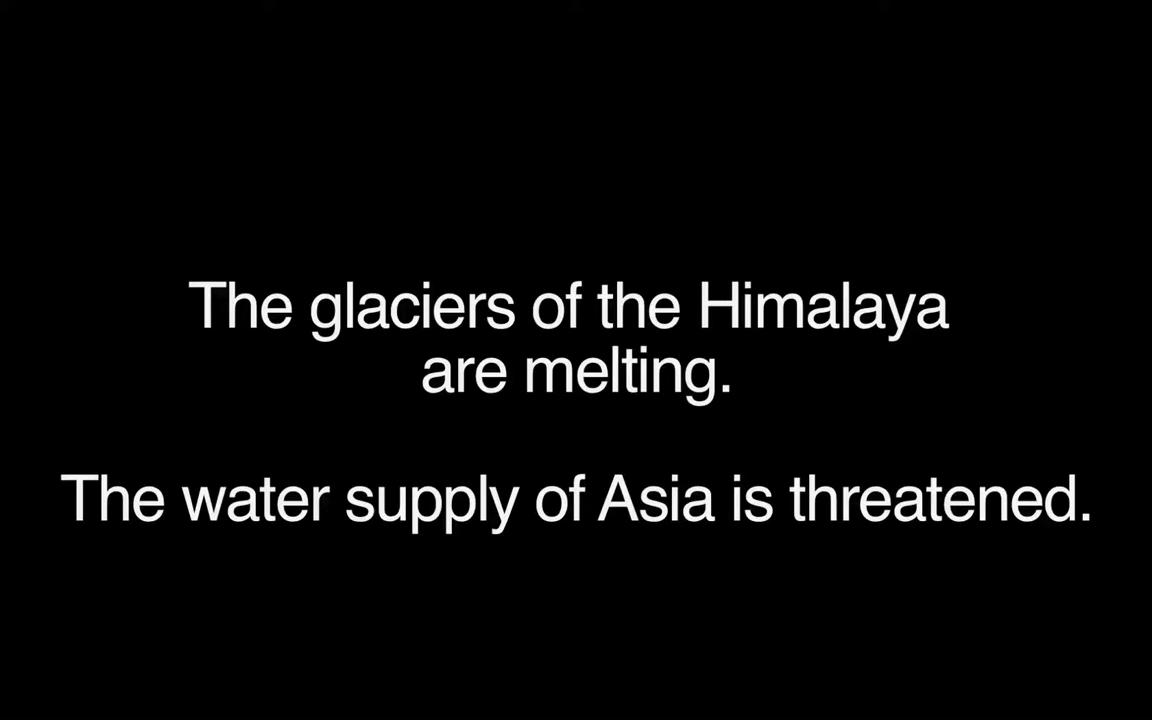 The glaciers of the Himalaya
are melting.
The water supply of Asia is threatened.